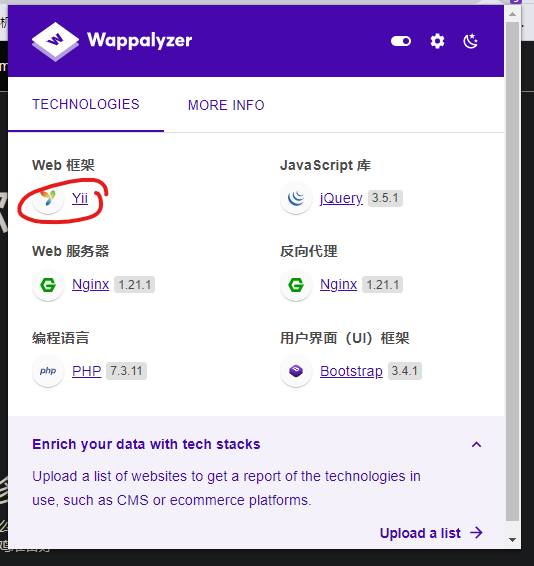 Wappalyzer
TECHNOLOGIES
MORE INFO
Web 框架
Yii
JavaScript 库
jQuery 3.5.1
Web 服务器
Nginx 1.21.1
反向代理
Nginx 1.21.1
编程语言
php PHP 7.3.11
用户界面（UI）框架
Bootstrap 3.4.1
Enrich your data with tech stacks
Upload a list of websites to get a report of the technologies in
use, such as CMS or ecommerce platforms.
Upload a list